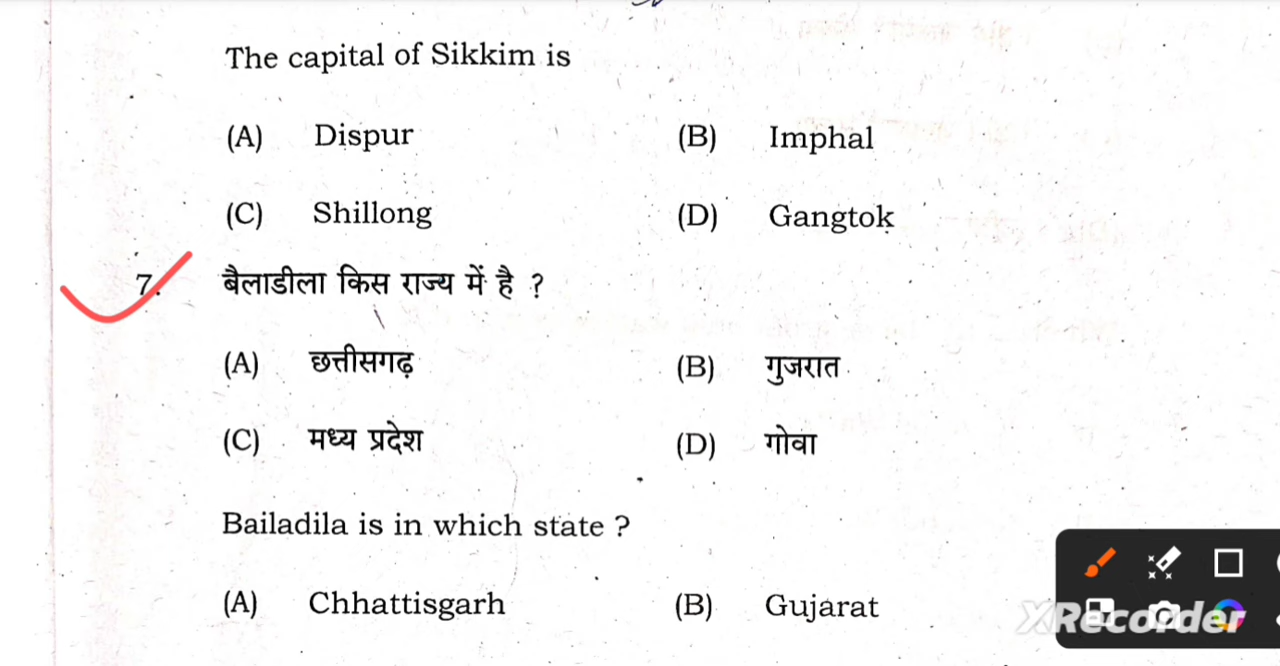 The capital of Sikkim is
(A) Dispur (B) Imphal
(C) Shillong (D) Gangtok
7. बैलाडीला किस राज्य में है ?
(A) छत्तीसगढ़ (B) गुजरात
(C) मध्य प्रदेश (D) गोवा
Bailadila is in which state ?
(A) Chhattisgarh (B) Gujarat
XRecorder